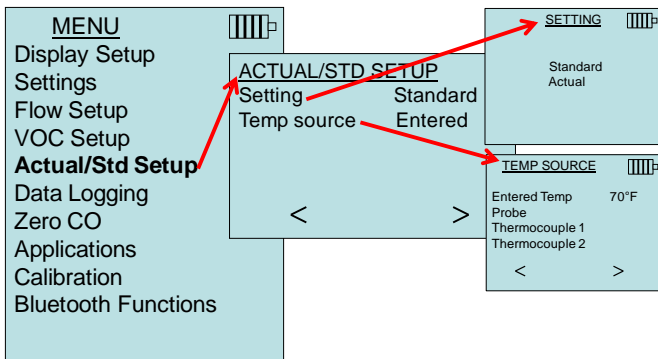 MENU
Display Setup
Settings
Flow Setup
VOC Setup
Actual/Std Setup
Data Logging
Zero CO
Applications
Calibration
Bluetooth Functions
ACTUAL/STD SETUP
Setting Standard
Temp source Entered
< >
SETTING
Standard
Actual
TEMP SOURCE
Entered Temp 70°F
Probe
Thermocouple 1
Thermocouple 2
< >